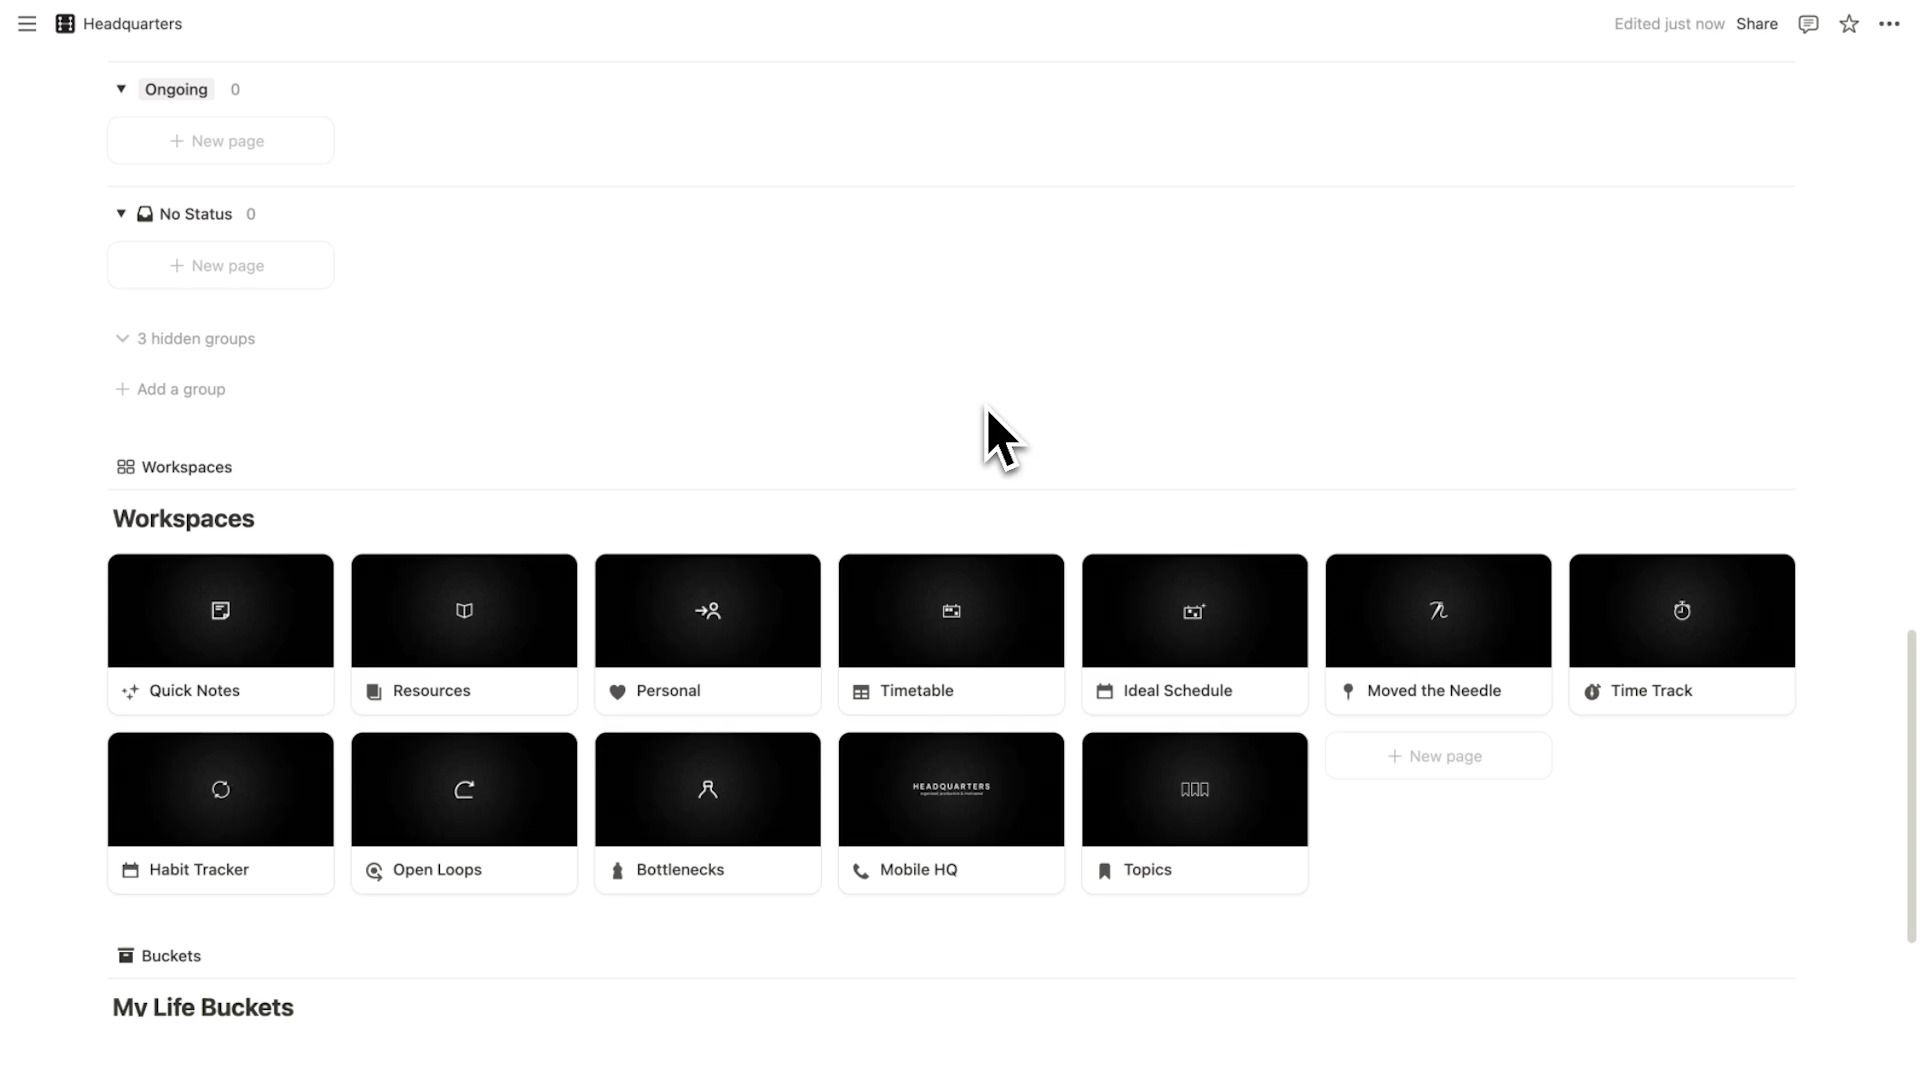 Headquarters
Edited just now Share
Ongoing 0
+ New page
No Status 0
+ New page
3 hidden groups
+ Add a group
Workspaces
Workspaces
Quick Notes
Resources
Personal
Timetable
Ideal Schedule
Moved the Needle
Time Track
+ New page
HEADQUARTERS
Habit Tracker
Open Loops
Bottlenecks
Mobile HQ
Topics
Buckets
My Life Buckets